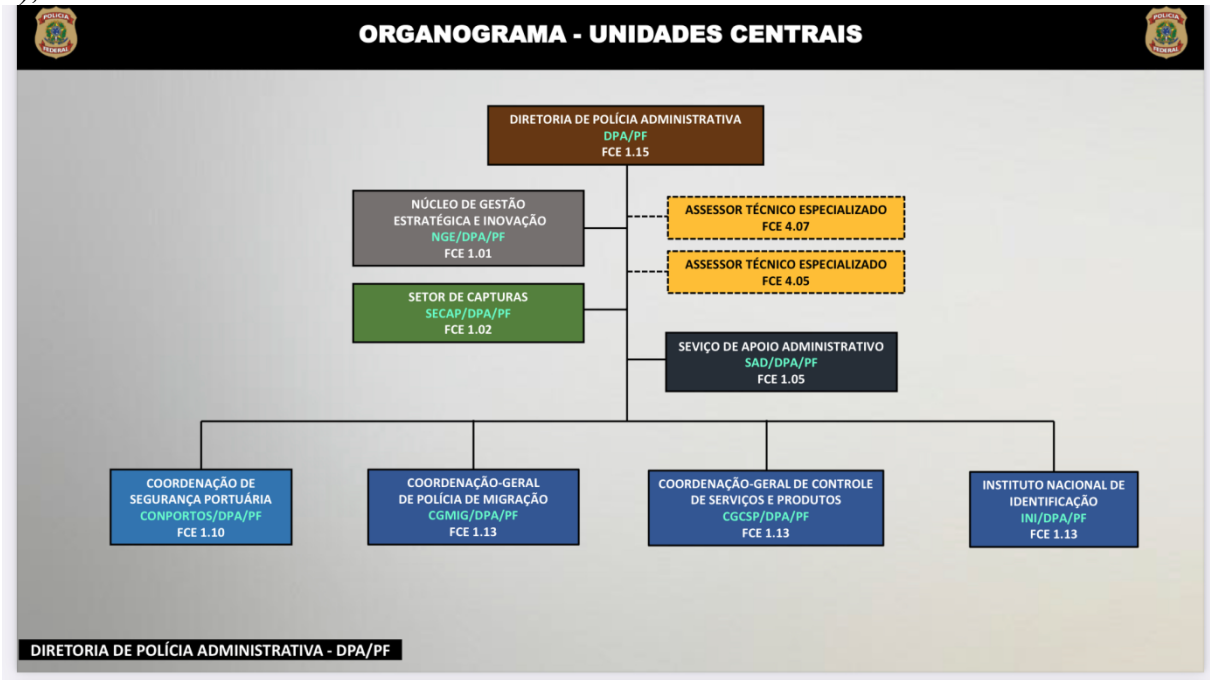 ORGANOGRAMA - UNIDADES CENTRAIS
POLÍCIA
FEDERAL
POLÍCIA
FEDERAL
DIRETORIA DE POLÍCIA ADMINISTRATIVA
DPA/PF
FCE 1.15
NÚCLEO DE GESTÃO
ESTRATÉGICA E INOVAÇÃO
NGE/DPA/PF
FCE 1.01
ASSESSOR TÉCNICO ESPECIALIZADO
FCE 4.07
ASSESSOR TÉCNICO ESPECIALIZADO
FCE 4.05
SETOR DE CAPTURAS
SECAP/DPA/PF
FCE 1.02
SEVIÇO DE APOIO ADMINISTRATIVO
SAD/DPA/PF
FCE 1.05
COORDENAÇÃO DE
SEGURANÇA PORTUÁRIA
CONPORTOS/DPA/PF
FCE 1.10
COORDENAÇÃO-GERAL
DE POLÍCIA DE MIGRAÇÃO
CGMIG/DPA/PF
FCE 1.13
COORDENAÇÃO-GERAL DE CONTROLE
DE SERVIÇOS E PRODUTOS
CGCSP/DPA/PF
FCE 1.13
INSTITUTO NACIONAL DE
IDENTIFICAÇÃO
INI/DPA/PF
FCE 1.13
DIRETORIA DE POLÍCIA ADMINISTRATIVA - DPA/PF